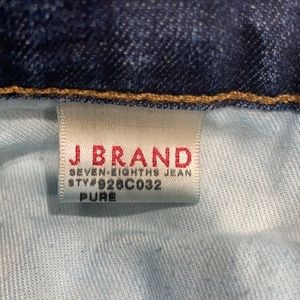 J BRAND
SEVEN-EIGHTHS JEAN
STY#926C032
PURE